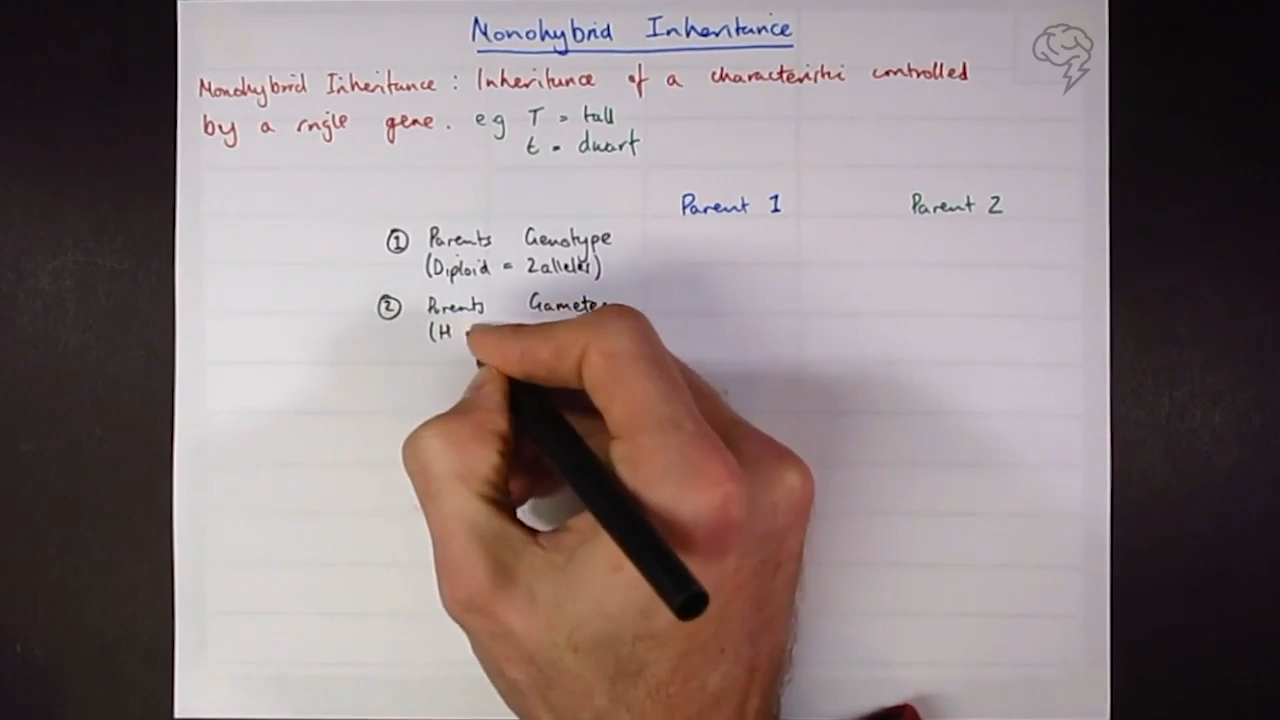 Monohybrid Inheritance
Monohybrid Inheritance : Inheritance of a characteristic controlled
by a single gene. eg T = tall
t = dwarf
Parent 1 Parent 2
① Parents Genotype
(Diploid = 2 alleles)
② Parents Gamete
(H